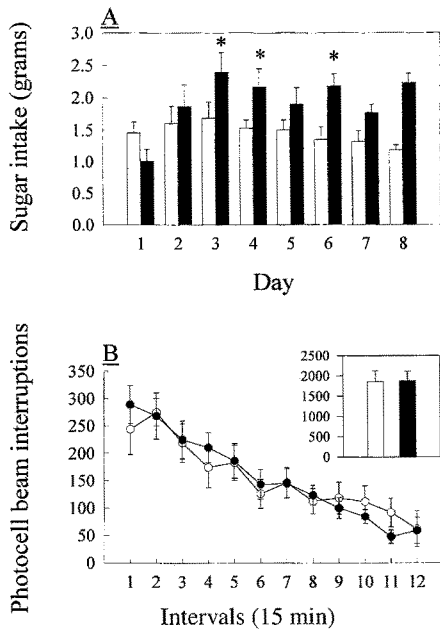 A
Sugar intake (grams)
3.0
2.5
2.0
1.5
1.0
0.5
0.0
* * *
1 2 3 4 5 6 7 8
Day
B
Photocell beam interruptions
350
300
250
200
150
100
50
0
2500
2000
1500
1000
500
0
1 2 3 4 5 6 7 8 9 10 11 12
Intervals (15 min)